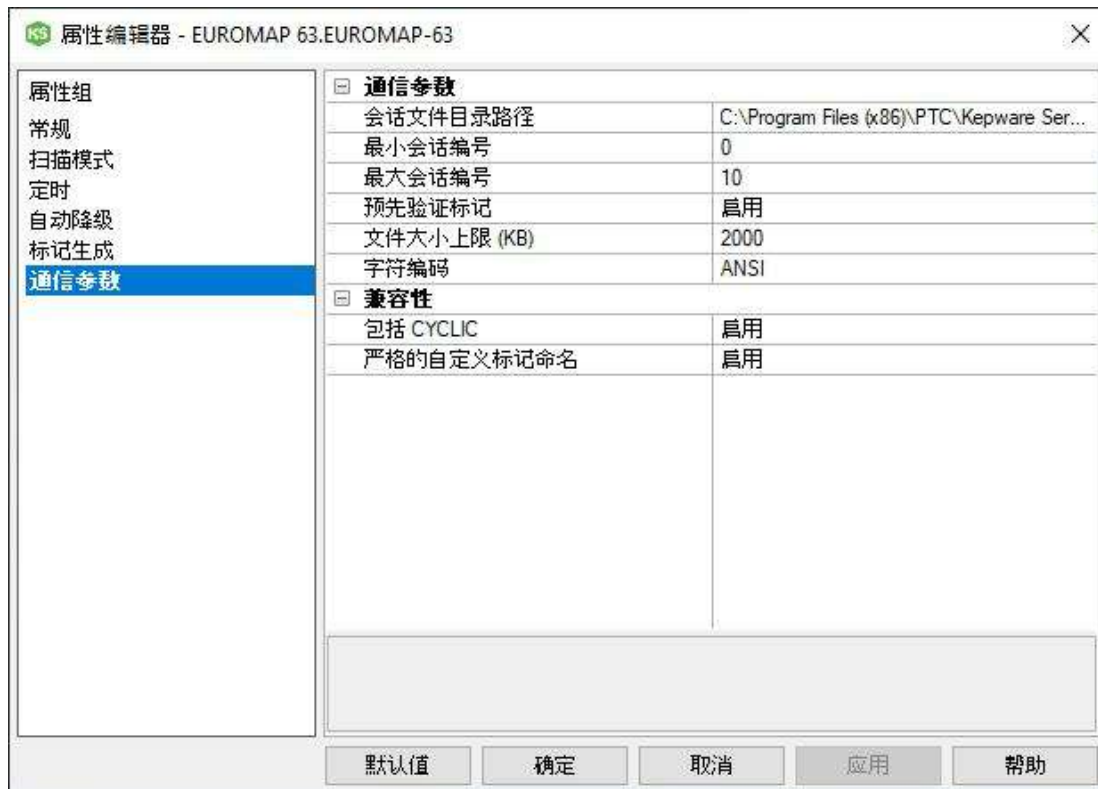 KS 属性编辑器 - EUROMAP 63.EUROMAP-63
属性组
常规
扫描模式
定时
自动降级
标记生成
通信参数
通信参数
会话文件目录路径 C:\Program Files (x86)\PTC\Kepware Ser...
最小会话编号 0
最大会话编号 10
预先验证标记 启用
文件大小上限 (KB) 2000
字符编码 ANSI
兼容性
包括 CYCLIC 启用
严格的自定义标记命名 启用
默认值 确定 取消 应用 帮助